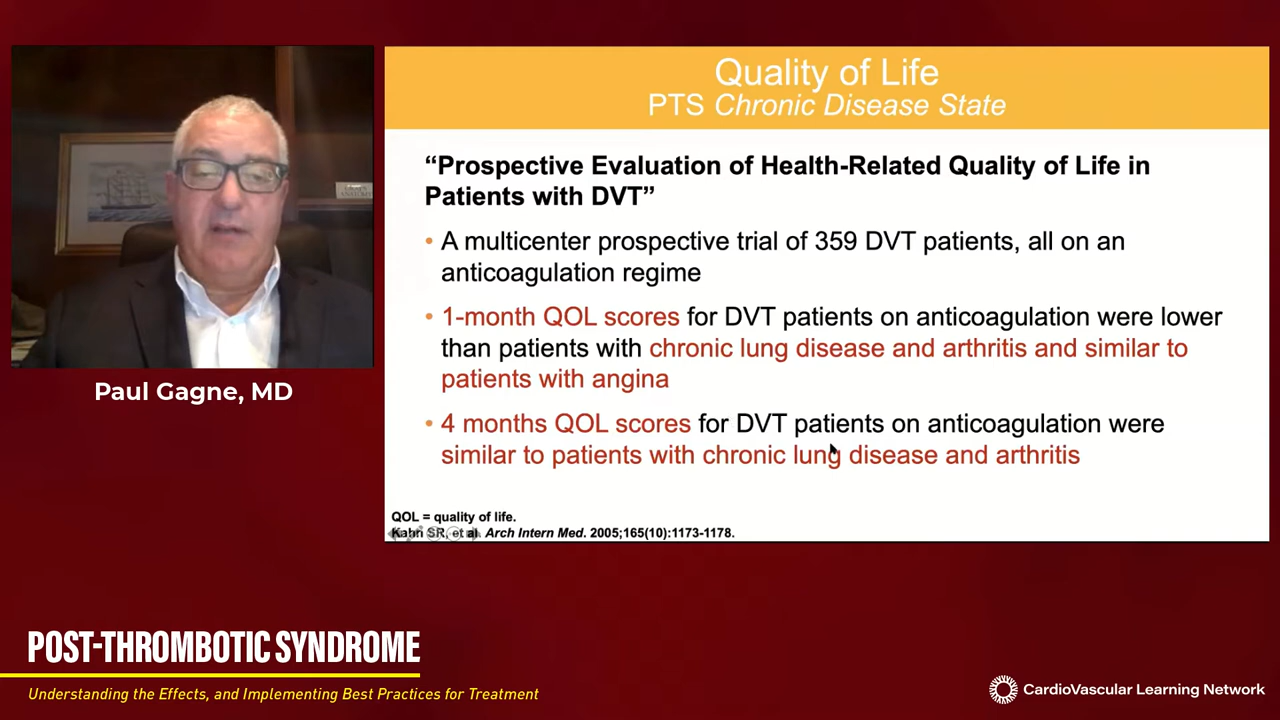 Quality of Life
PTS Chronic Disease State
“Prospective Evaluation of Health-Related Quality of Life in
Patients with DVT”
• A multicenter prospective trial of 359 DVT patients, all on an
anticoagulation regime
• 1-month QOL scores for DVT patients on anticoagulation were lower
than patients with chronic lung disease and arthritis and similar to
patients with angina
• 4 months QOL scores for DVT patients on anticoagulation were
similar to patients with chronic lung disease and arthritis
QOL = quality of life.
Kahn SR, et al. Arch Intern Med. 2005;165(10):1173-1178.
Paul Gagne, MD
POST-THROMBOTIC SYNDROME
Understanding the Effects, and Implementing Best Practices for Treatment
CardioVascular Learning Network